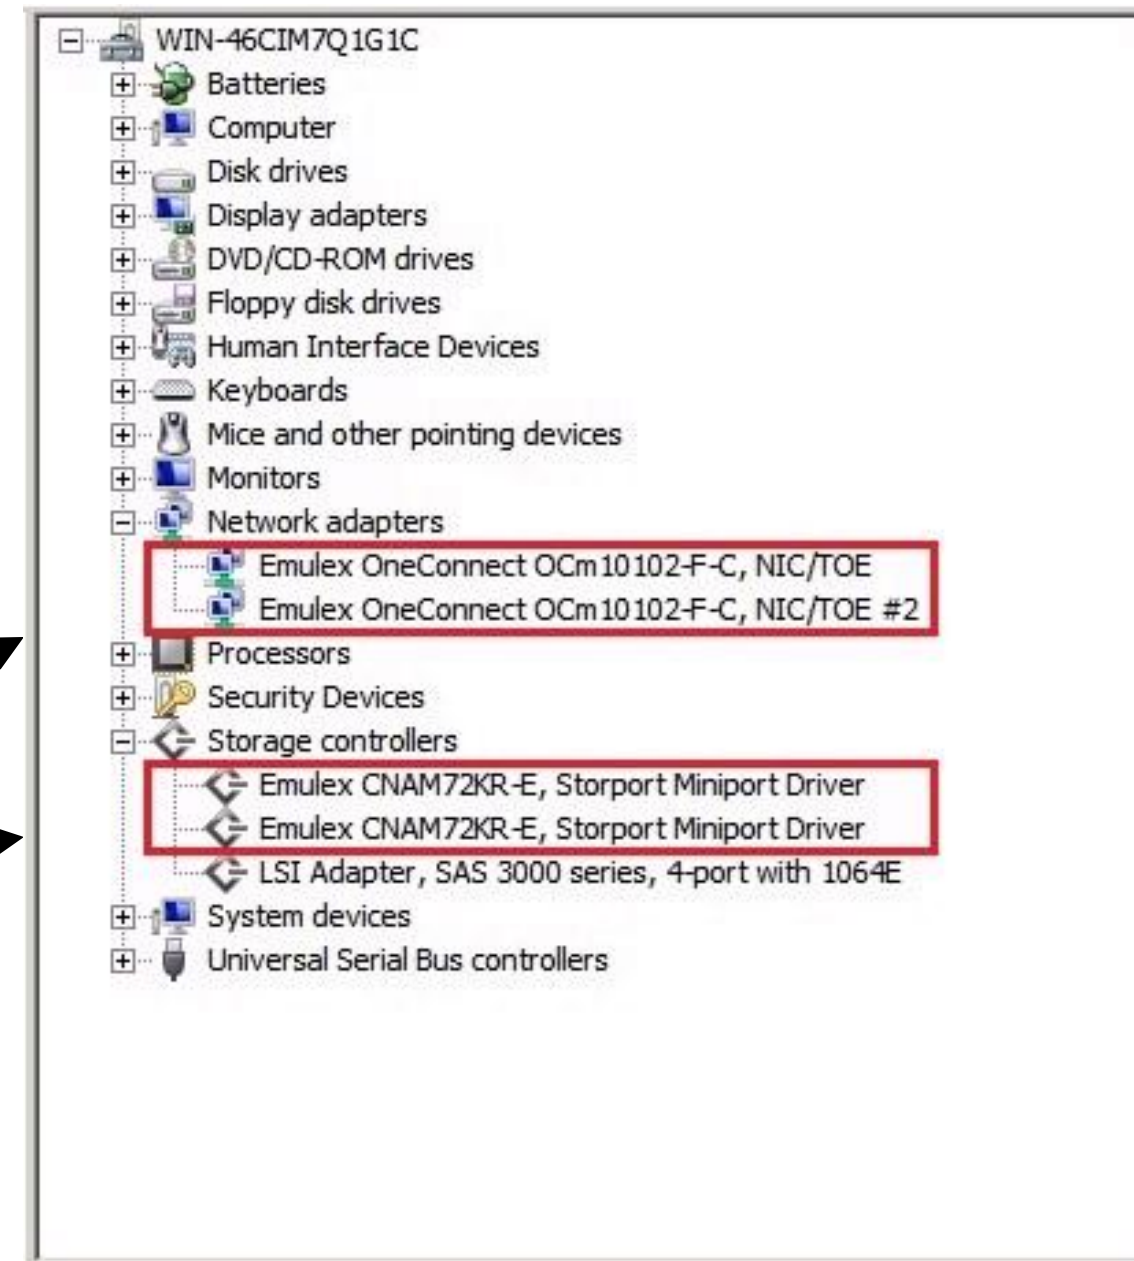 WIN-46CIM7Q1G1C
Batteries
Computer
Disk drives
Display adapters
DVD/CD-ROM drives
Floppy disk drives
Human Interface Devices
Keyboards
Mice and other pointing devices
Monitors
Network adapters
Emulex OneConnect OCm10102-F-C, NIC/TOE
Emulex OneConnect OCm10102-F-C, NIC/TOE #2
Processors
Security Devices
Storage controllers
Emulex CNAM72KR-E, Storport Miniport Driver
Emulex CNAM72KR-E, Storport Miniport Driver
LSI Adapter, SAS 3000 series, 4-port with 1064E
System devices
Universal Serial Bus controllers